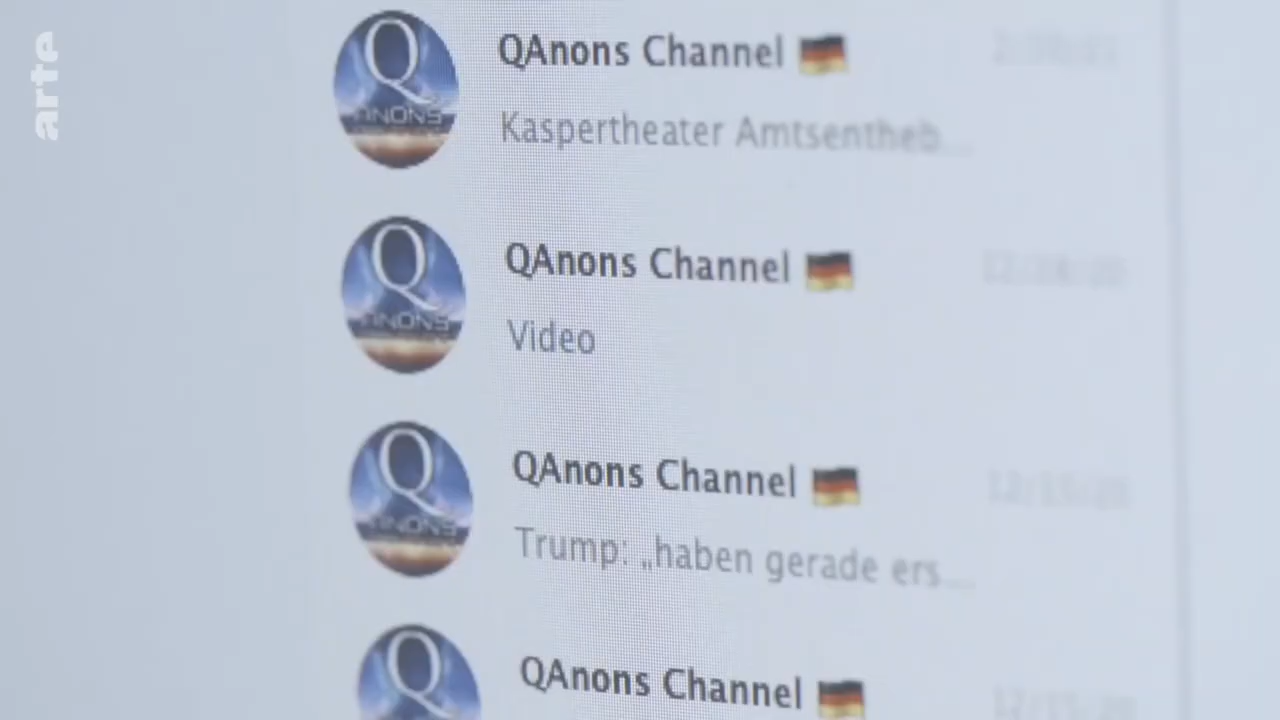 arte
QAnons Channel 🇩🇪
Kaspertheater Amtsentheb...
QAnons Channel 🇩🇪
Video
QAnons Channel 🇩🇪
Trump: „haben gerade ers...
QAnons Channel 🇩🇪